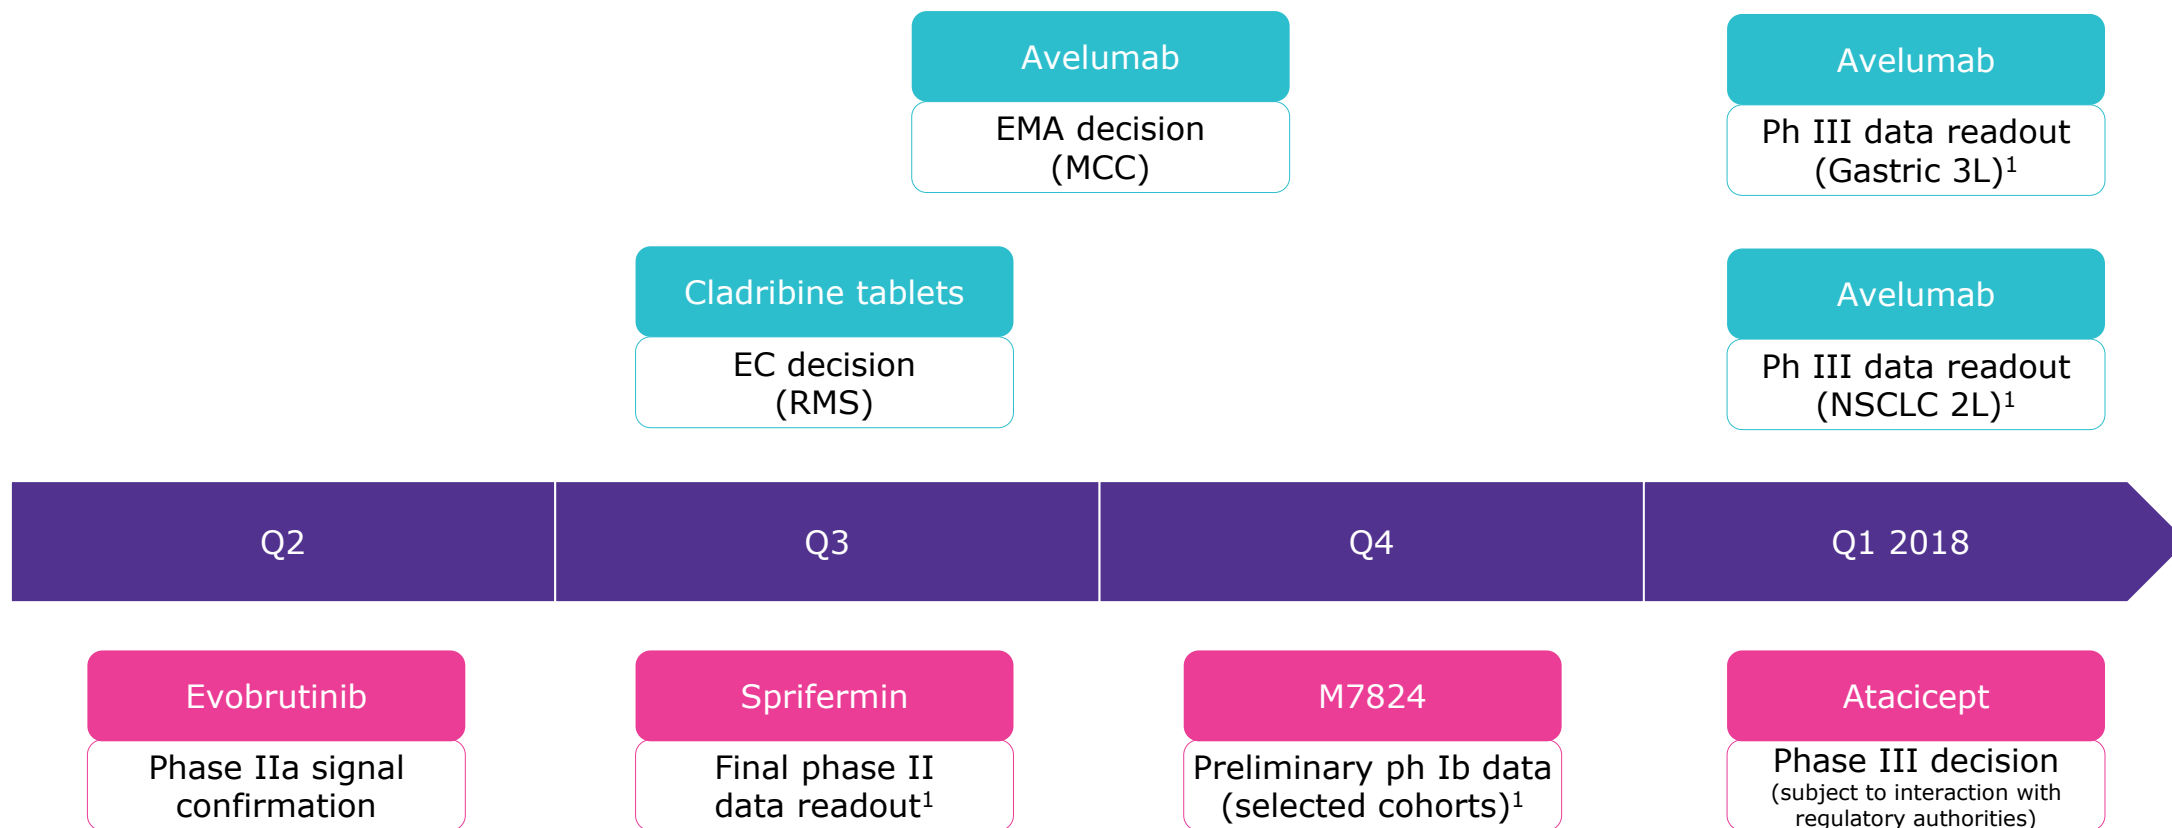 Avelumab
EMA decision
(MCC)
Avelumab
Ph III data readout
(Gastric 3L)¹
Cladribine tablets
EC decision
(RMS)
Avelumab
Ph III data readout
(NSCLC 2L)¹
Q2
Q3
Q4
Q1 2018
Evobrutinib
Phase IIa signal
confirmation
Sprifermin
Final phase II
data readout¹
M7824
Preliminary ph Ib data
(selected cohorts)¹
Atacicept
Phase III decision
(subject to interaction with
regulatory authorities)